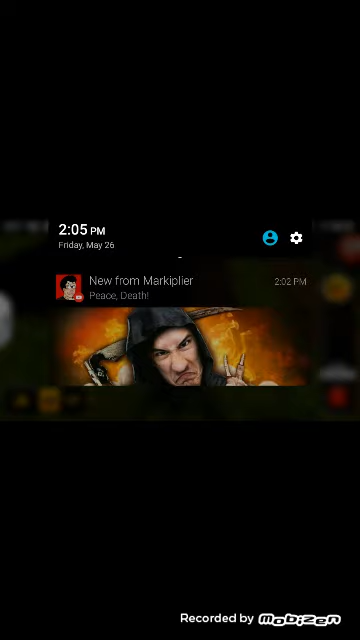 2:05 PM
Friday, May 26
New from Markiplier
2:02 PM
Peace, Death!
Recorded by Mobizen